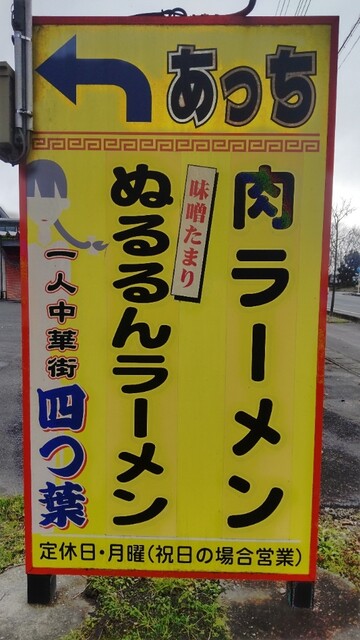 あっち
肉ラーメン
味噌たまり
ぬるるんラーメン
一人中華街
四つ葉
定休日・月曜(祝日の場合営業)